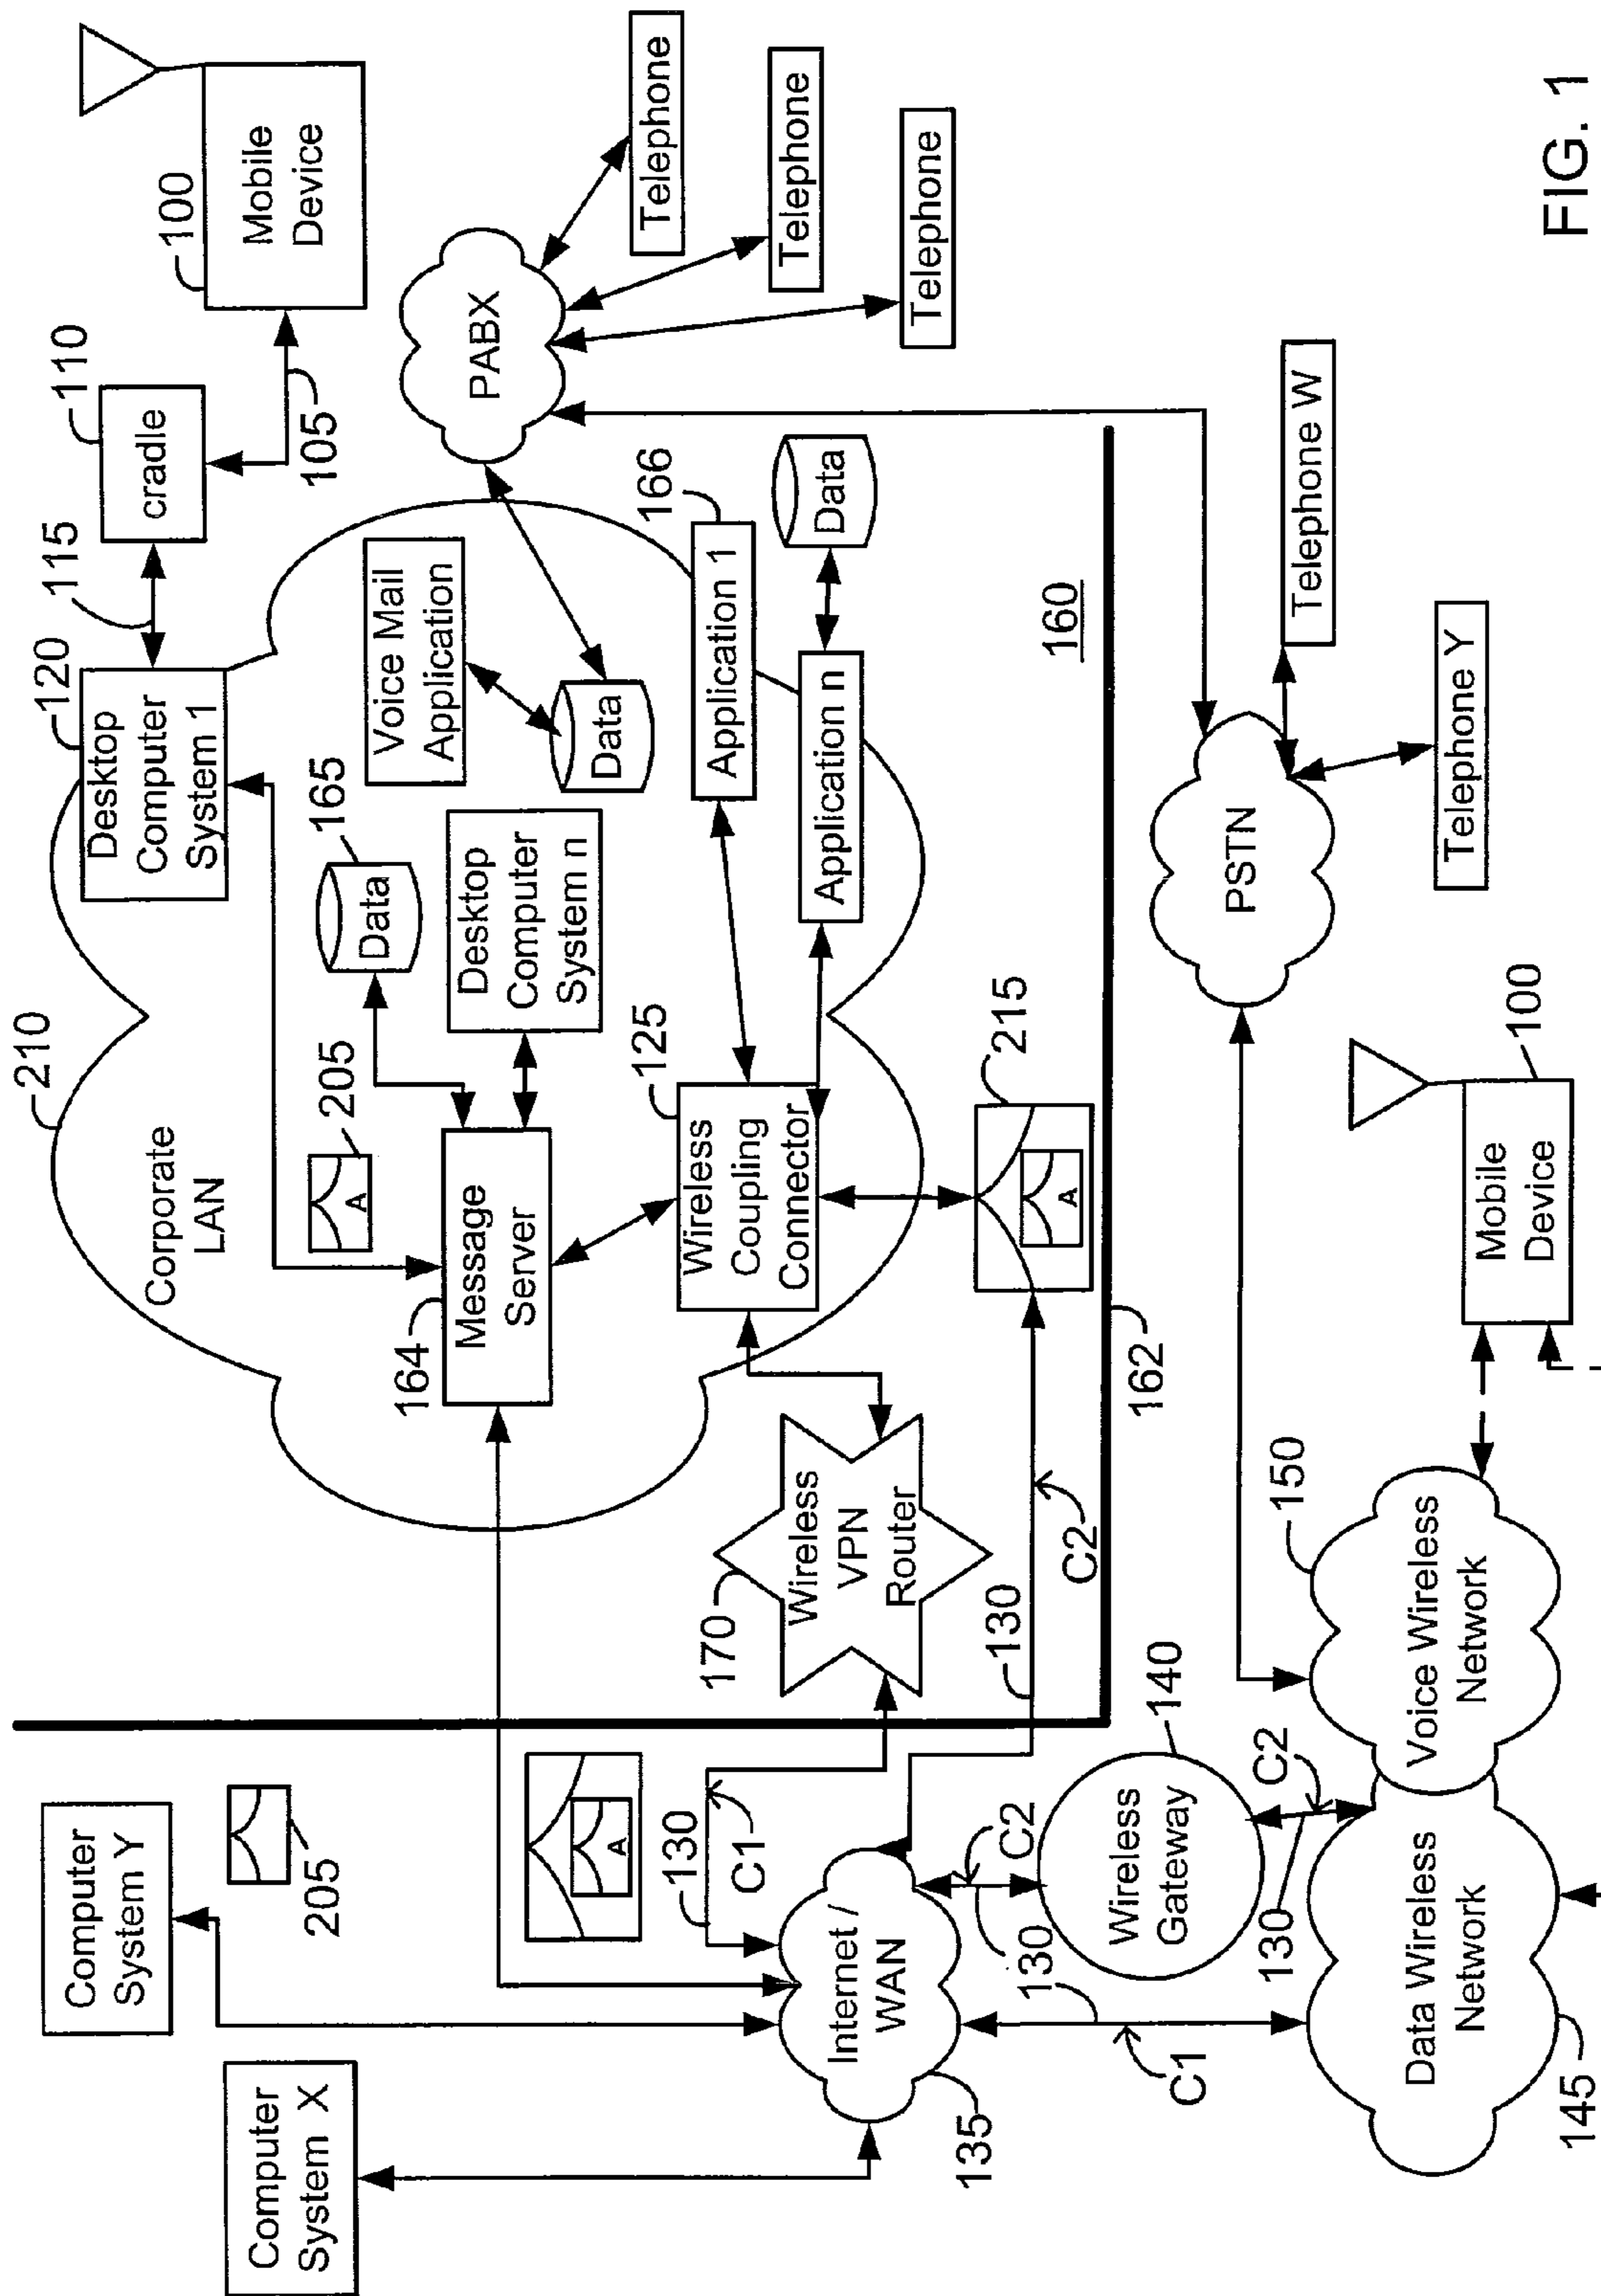 Computer
System X
Computer
System Y
205
210
Corporate
LAN
120
Desktop
Computer
System 1
115
110
cradle
105
100
Mobile
Device
A
205
165
Data
164
Message
Server
Desktop
Computer
System n
Voice Mail
Application
Data
PABX
Telephone
Telephone
Telephone
A
130
C1
170
Wireless
VPN
Router
125
Wireless
Coupling
Connector
Application 1
166
Application n
Data
Internet /
WAN
135
C2
130
130
C2
A
215
162
160
130
C1
140
Wireless
Gateway
130
C2
PSTN
Telephone W
Telephone Y
Data Wireless
Network
145
Voice Wireless
Network
150
Mobile
Device
100
FIG. 1